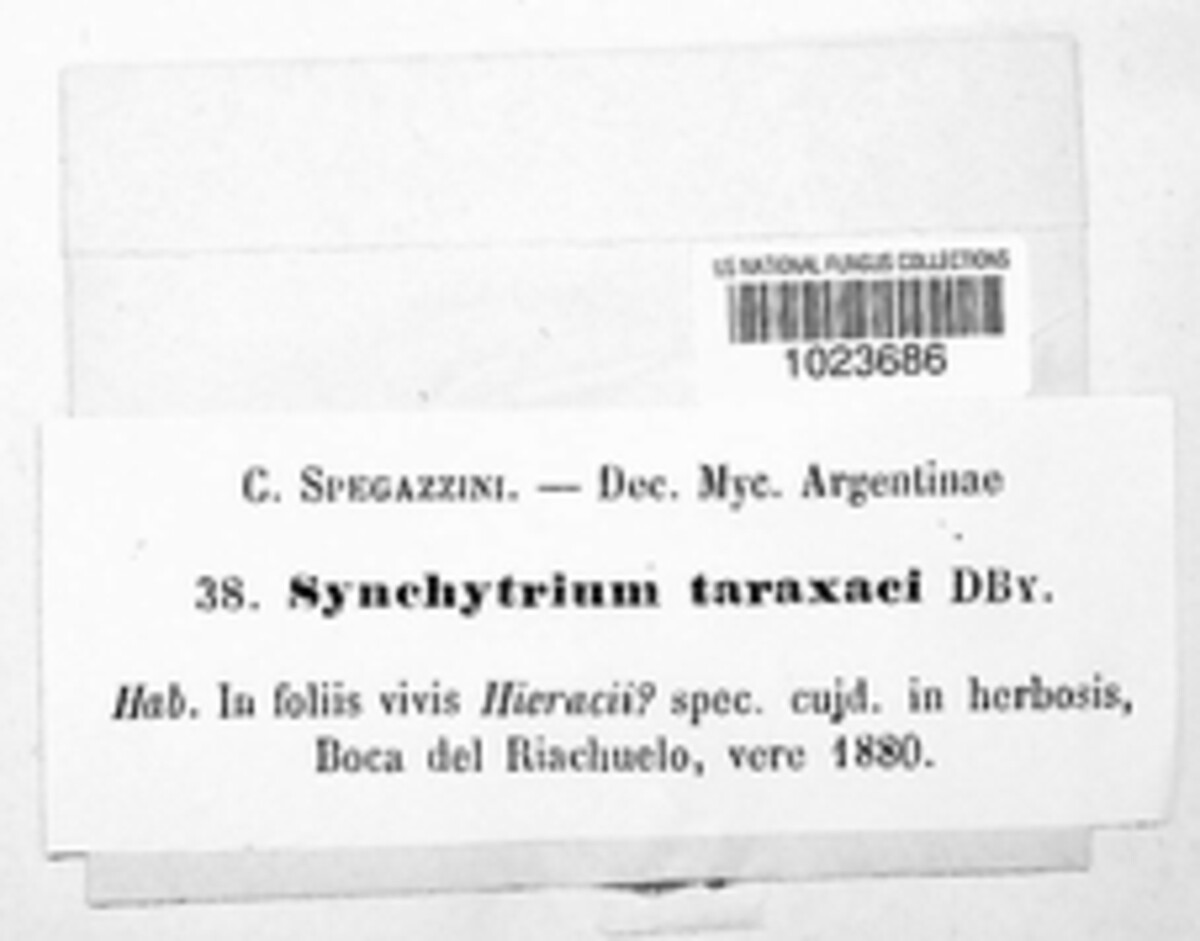 US NATIONAL FUNGUS COLLECTIONS
1023686
C. SPEGAZZINI. — Dec. Myc. Argentinae
38. Synchytrium taraxaci DBY.
Hab. In foliis vivis Hieracii? spec. cujd. in herbosis,
Boca del Riachuelo, vere 1880.